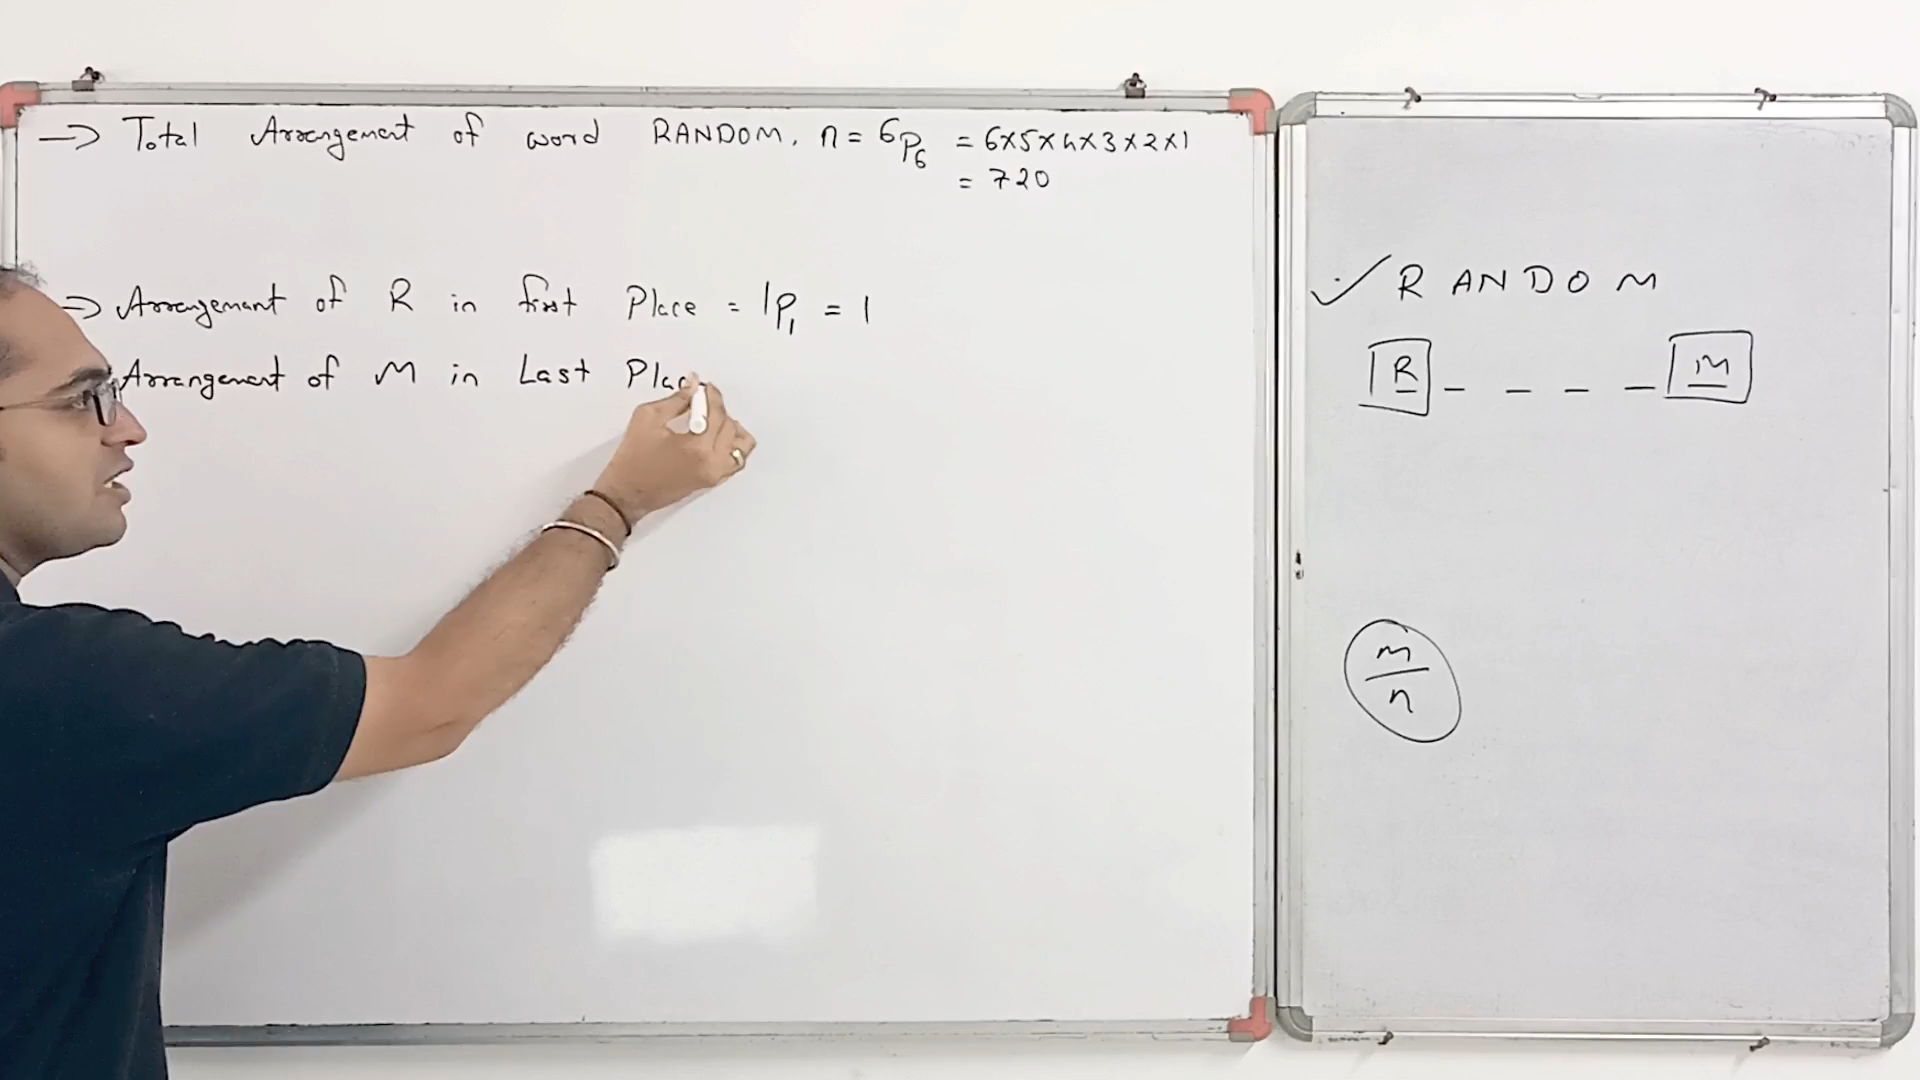 → Total Arrangement of word RANDOM, n = 6P6 = 6×5×4×3×2×1
= 720
→ Arrangement of R in first Place = 1P1 = 1
Arrangement of M in Last Plac
✓ R A N D O M
R _ _ _ _ M
m/n